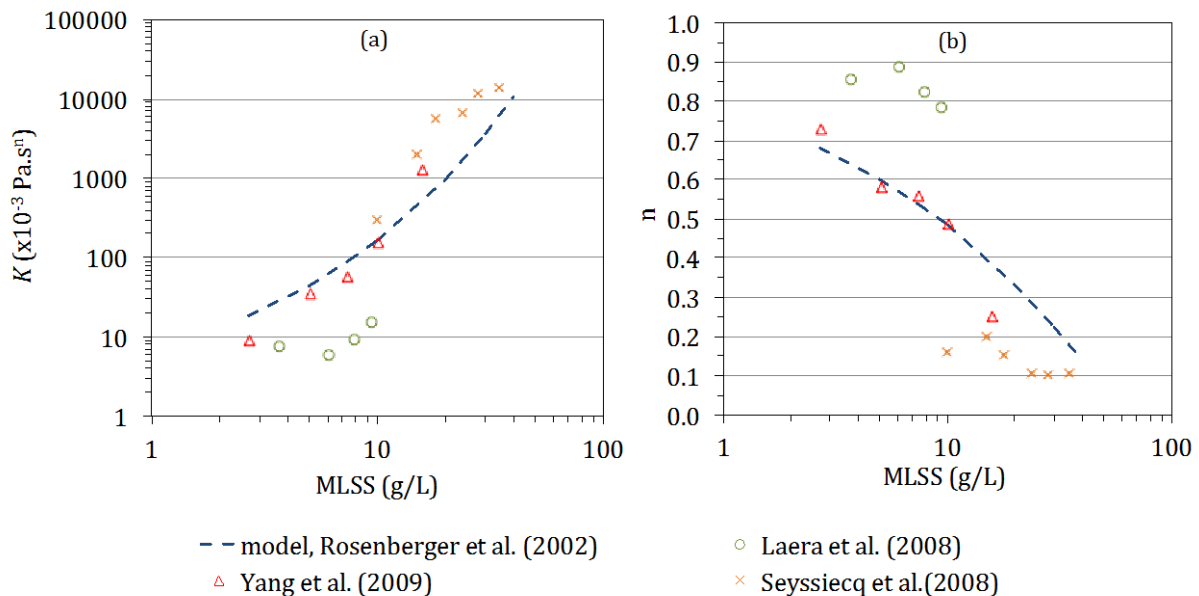 (a)
100000
10000
1000
100
10
1
K (x10⁻³ Pa.sⁿ)
1 10 100
MLSS (g/L)
(b)
1.0
0.9
0.8
0.7
0.6
0.5
0.4
0.3
0.2
0.1
0.0
n
1 10 100
MLSS (g/L)
model, Rosenberger et al. (2002)
Laera et al. (2008)
Yang et al. (2009)
Seyssiecq et al.(2008)